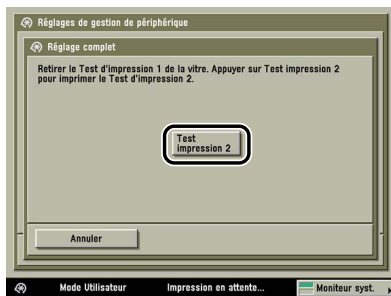 Réglages de gestion de périphérique
Réglage complet
Retirer le Test d'impression 1 de la vitre. Appuyer sur Test impression 2
pour imprimer le Test d'impression 2.
Test
impression 2
Annuler
Mode Utilisateur Impression en attente... Moniteur syst.